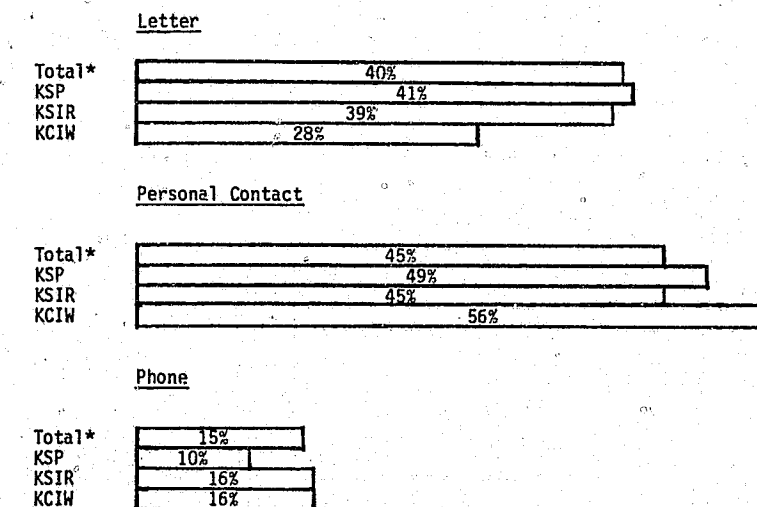 Letter
Total* 40%
KSP 41%
KSIR 39%
KCIW 28%
Personal Contact
Total* 45%
KSP 49%
KSIR 45%
KCIW 56%
Phone
Total* 15%
KSP 10%
KSIR 16%
KCIW 16%